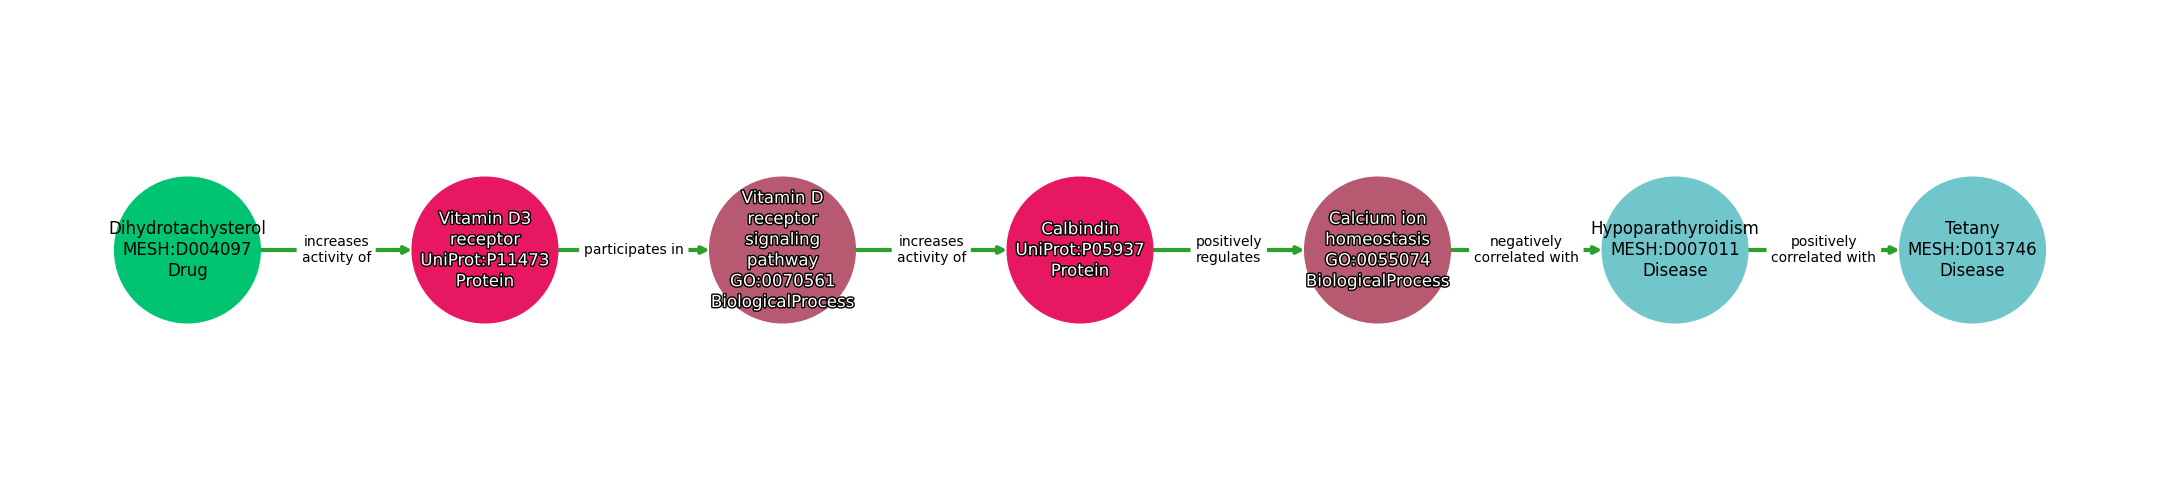 Dihydrotachysterol
MESH:D004097
Drug
increases
activity of
Vitamin D3
receptor
UniProt:P11473
Protein
participates in
Vitamin D
receptor
signaling
pathway
GO:0070561
BiologicalProcess
increases
activity of
Calbindin
UniProt:P05937
Protein
positively
regulates
Calcium ion
homeostasis
GO:0055074
BiologicalProcess
negatively
correlated with
Hypoparathyroidism
MESH:D007011
Disease
positively
correlated with
Tetany
MESH:D013746
Disease